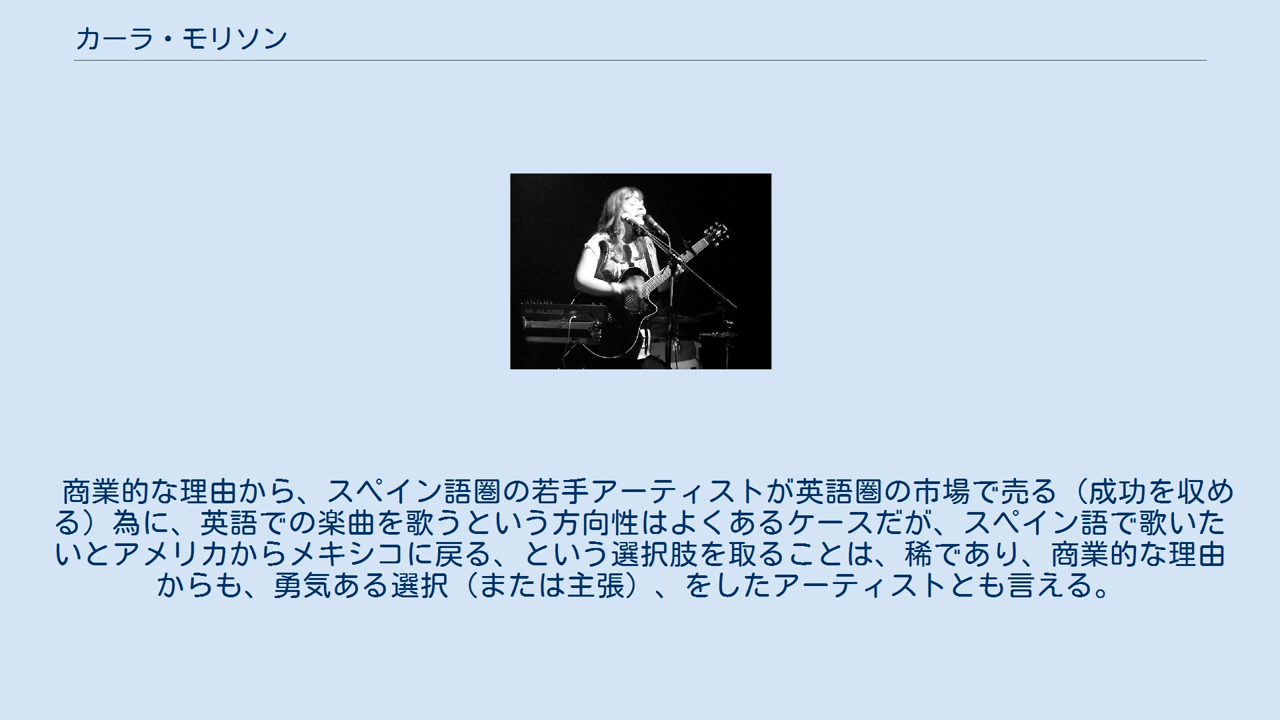 カーラ・モリソン
M-AUDIO
商業的な理由から、スペイン語圏の若手アーティストが英語圏の市場で売る（成功を収め
る）為に、英語での楽曲を歌うという方向性はよくあるケースだが、スペイン語で歌いた
いとアメリカからメキシコに戻る、という選択肢を取ることは、稀であり、商業的な理由
からも、勇気ある選択（または主張）、をしたアーティストとも言える。